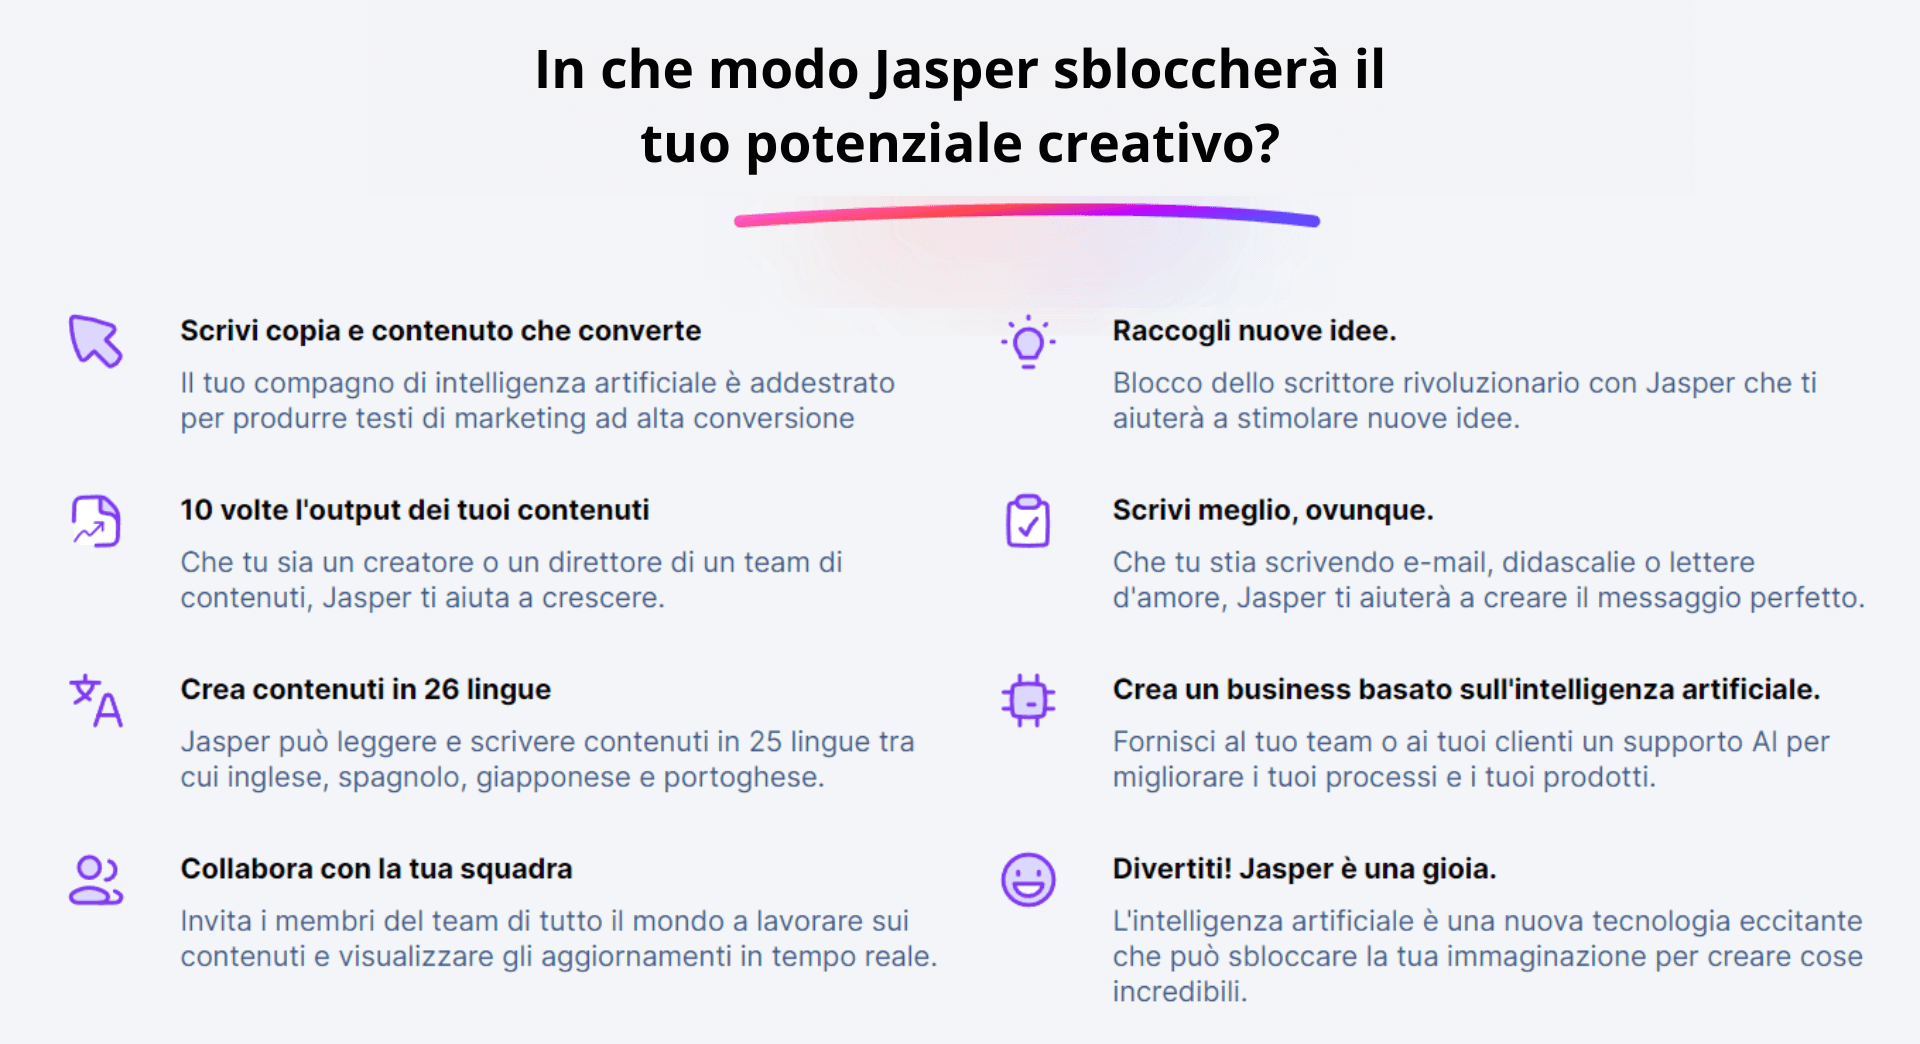 In che modo Jasper sbloccherà il
tuo potenziale creativo?
Scrivi copia e contenuto che converte
Il tuo compagno di intelligenza artificiale è addestrato
per produrre testi di marketing ad alta conversione
Raccogli nuove idee.
Blocco dello scrittore rivoluzionario con Jasper che ti
aiuterà a stimolare nuove idee.
10 volte l'output dei tuoi contenuti
Che tu sia un creatore o un direttore di un team di
contenuti, Jasper ti aiuta a crescere.
Scrivi meglio, ovunque.
Che tu stia scrivendo e-mail, didascalie o lettere
d'amore, Jasper ti aiuterà a creare il messaggio perfetto.
Crea contenuti in 26 lingue
Jasper può leggere e scrivere contenuti in 25 lingue tra
cui inglese, spagnolo, giapponese e portoghese.
Crea un business basato sull'intelligenza artificiale.
Fornisci al tuo team o ai tuoi clienti un supporto AI per
migliorare i tuoi processi e i tuoi prodotti.
Collabora con la tua squadra
Invita i membri del team di tutto il mondo a lavorare sui
contenuti e visualizzare gli aggiornamenti in tempo reale.
Divertiti! Jasper è una gioia.
L'intelligenza artificiale è una nuova tecnologia eccitante
che può sbloccare la tua immaginazione per creare cose
incredibili.